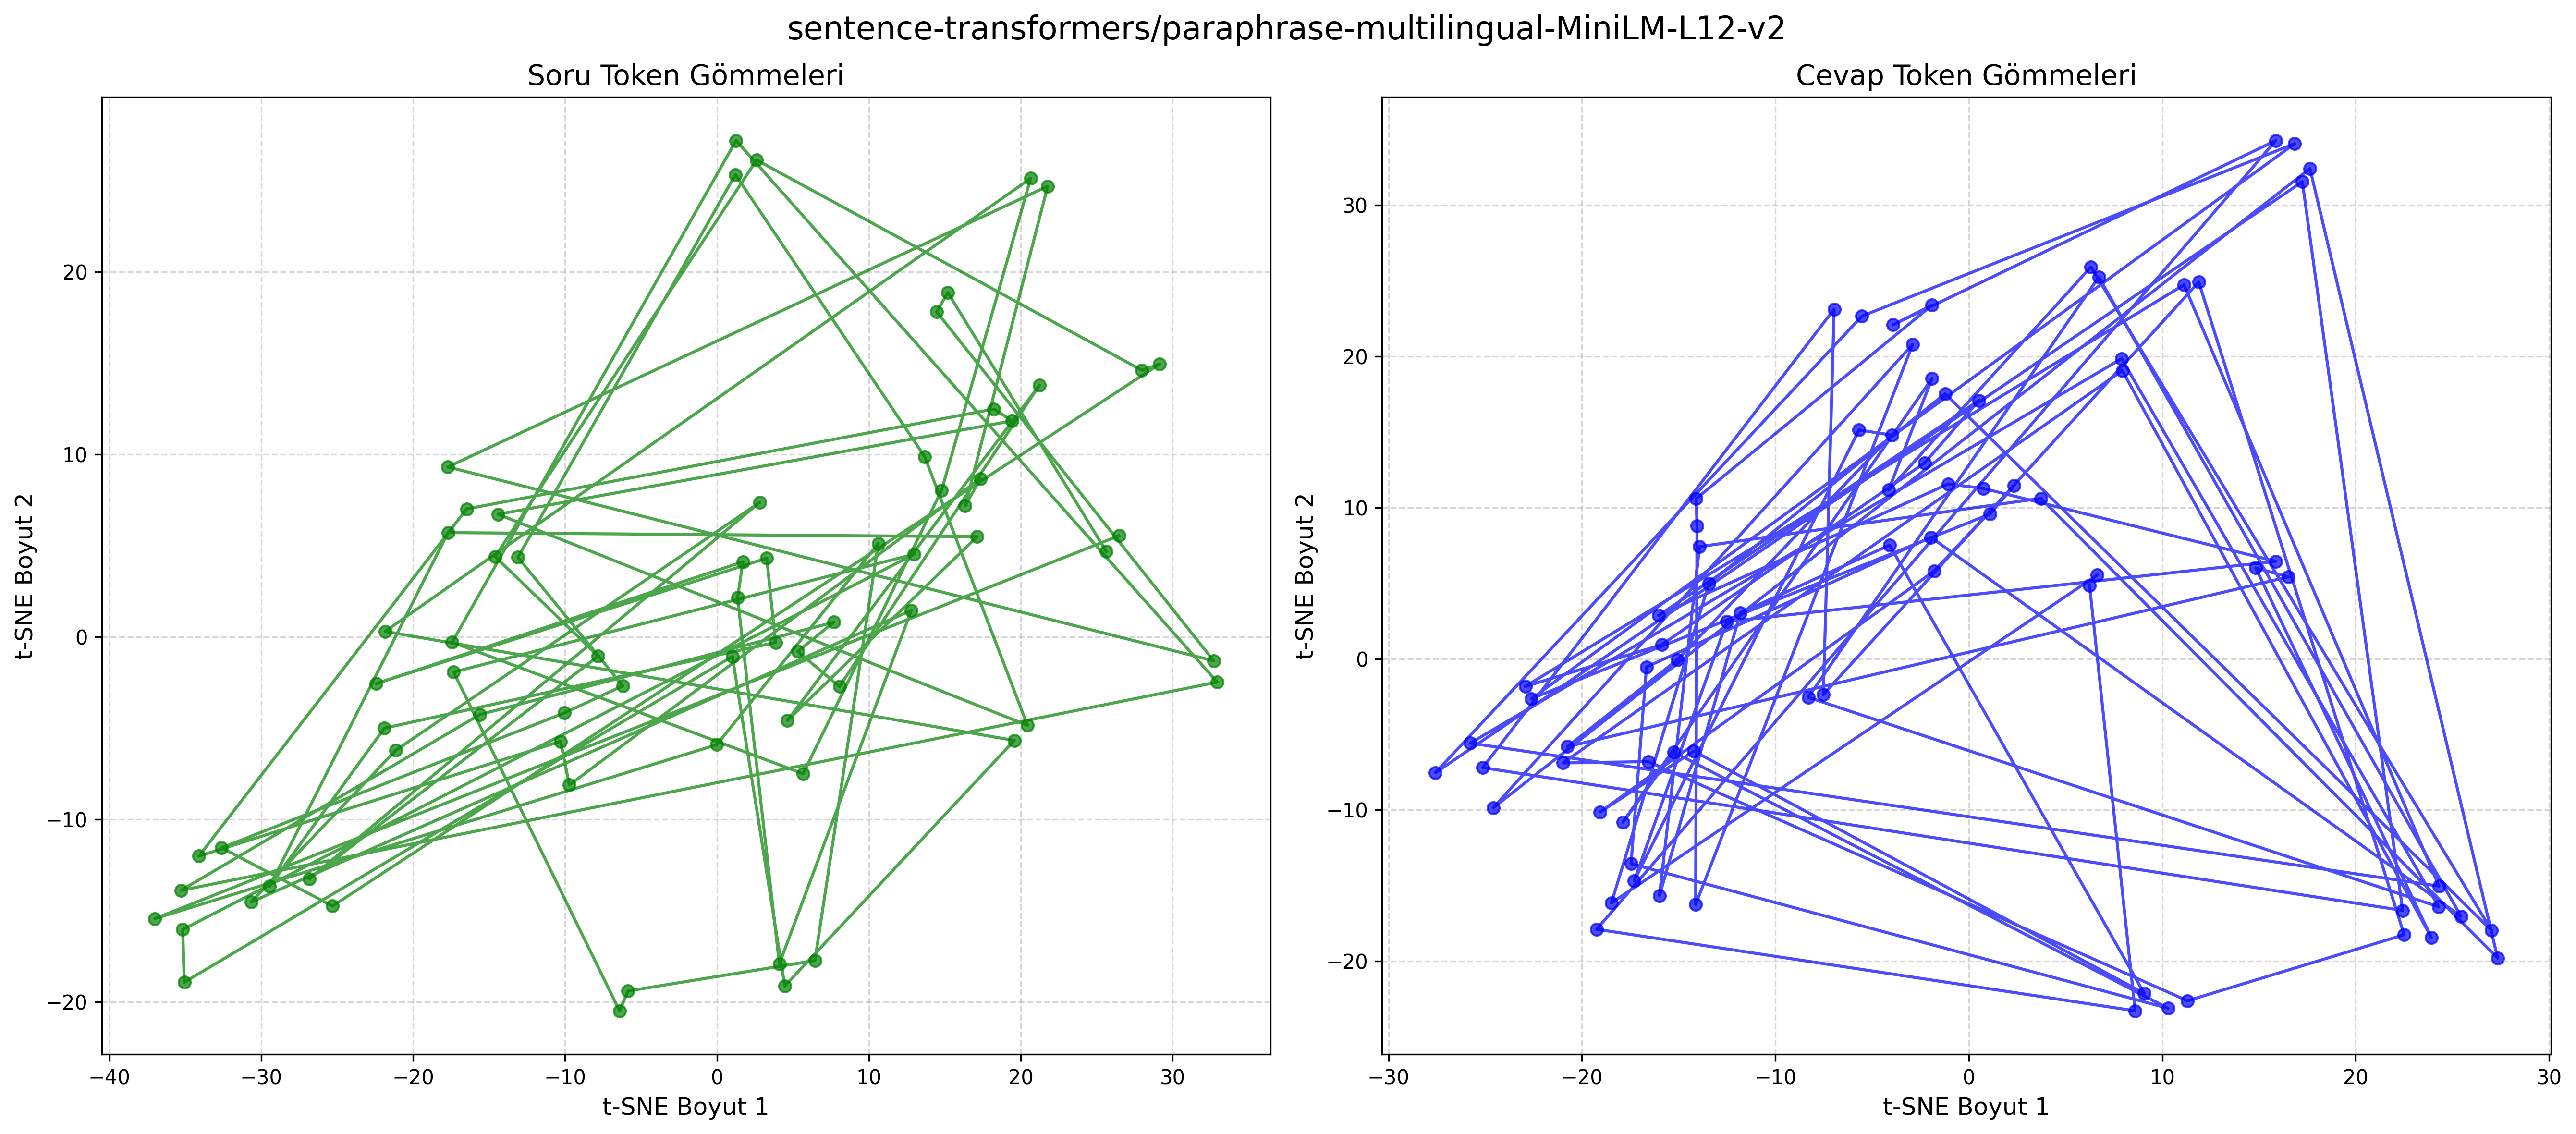 sentence-transformers/paraphrase-multilingual-MiniLM-L12-v2
Soru Token Gömmeleri
t-SNE Boyut 2
20
10
0
−10
−20
−40 −30 −20 −10 0 10 20 30
t-SNE Boyut 1
Cevap Token Gömmeleri
t-SNE Boyut 2
30
20
10
0
−10
−20
−30 −20 −10 0 10 20 30
t-SNE Boyut 1